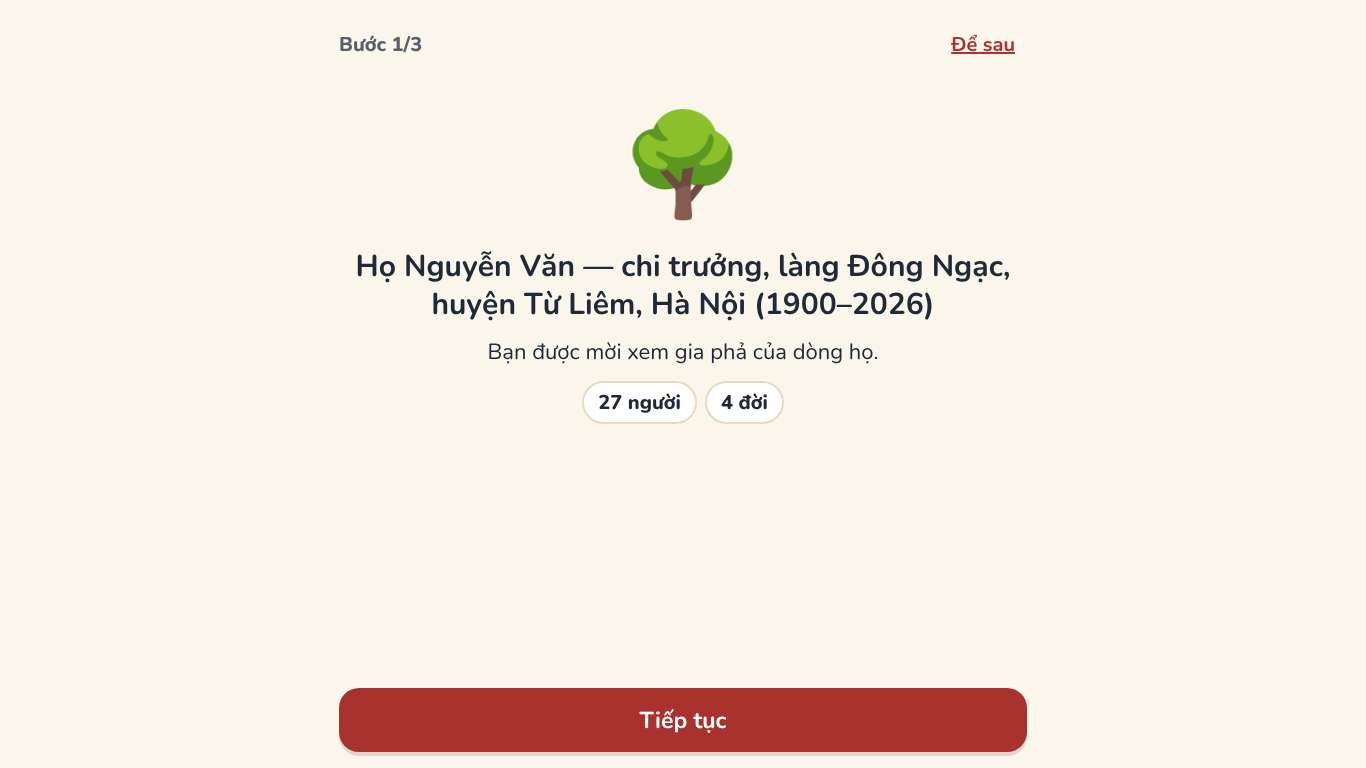 Bước 1/3
Để sau
Họ Nguyễn Văn — chi trưởng, làng Đông Ngạc,
huyện Từ Liêm, Hà Nội (1900–2026)
Bạn được mời xem gia phả của dòng họ.
27 người
4 đời
Tiếp tục